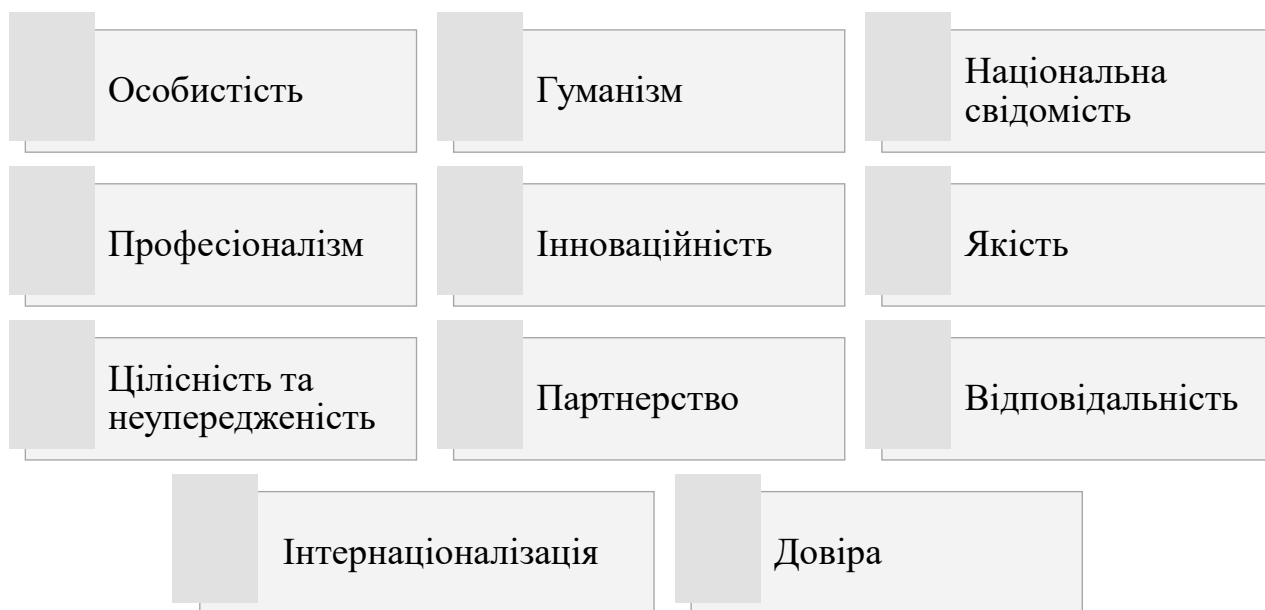 Особистість
Гуманізм
Національна
свідомість
Професіоналізм
Інноваційність
Якість
Цілісність та
неупередженість
Партнерство
Відповідальність
Інтернаціоналізація
Довіра